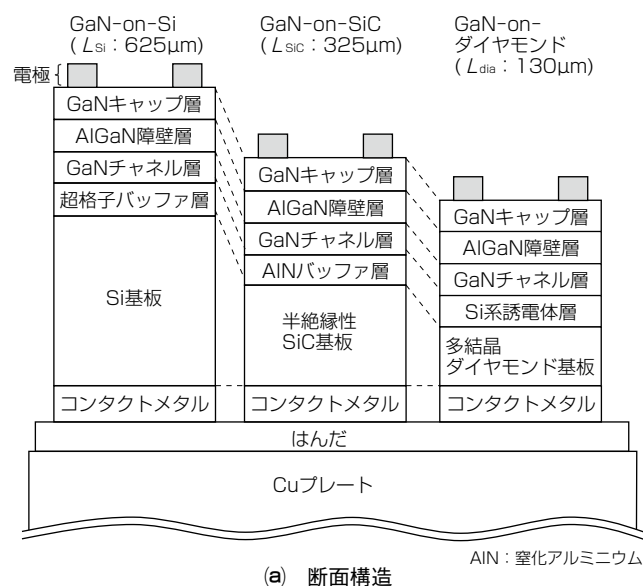 GaN-on-Si
(LSi：625μm)
GaN-on-SiC
(LSiC：325μm)
GaN-on-
ダイヤモンド
(Ldia：130μm)
電極
GaNキャップ層
AlGaN障壁層
GaNチャネル層
超格子バッファ層
Si基板
コンタクトメタル
GaNキャップ層
AlGaN障壁層
GaNチャネル層
AlNバッファ層
半絶縁性
SiC基板
コンタクトメタル
GaNキャップ層
AlGaN障壁層
GaNチャネル層
Si系誘電体層
多結晶
ダイヤモンド基板
コンタクトメタル
はんだ
Cuプレート
AlN：窒化アルミニウム
(a) 断面構造